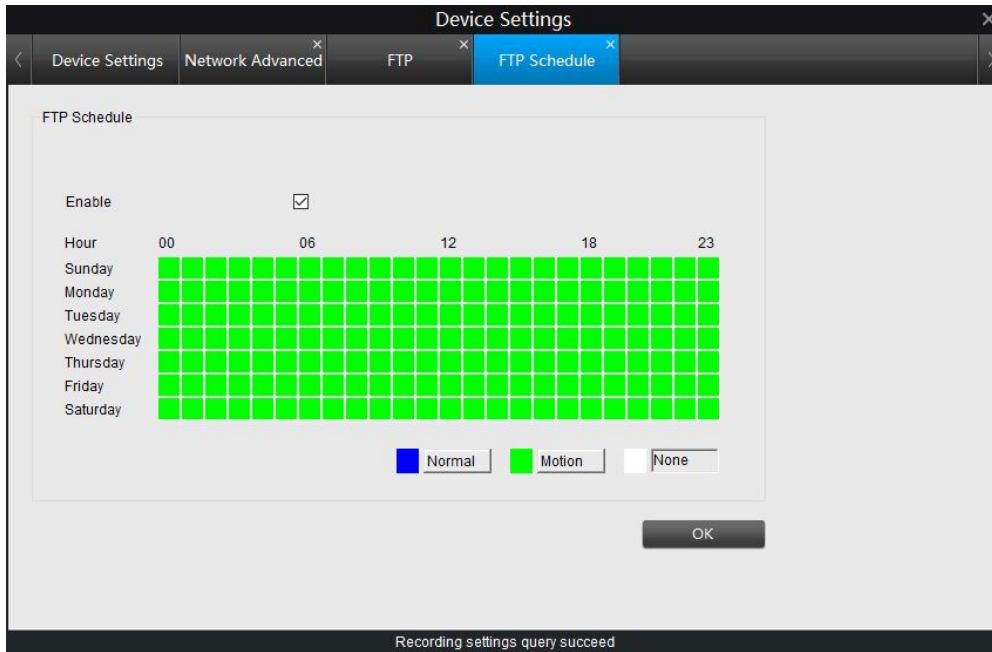 Device Settings
Device Settings Network Advanced FTP FTP Schedule
FTP Schedule
Enable
Hour 00 06 12 18 23
Sunday
Monday
Tuesday
Wednesday
Thursday
Friday
Saturday
Normal Motion None
OK
Recording settings query succeed